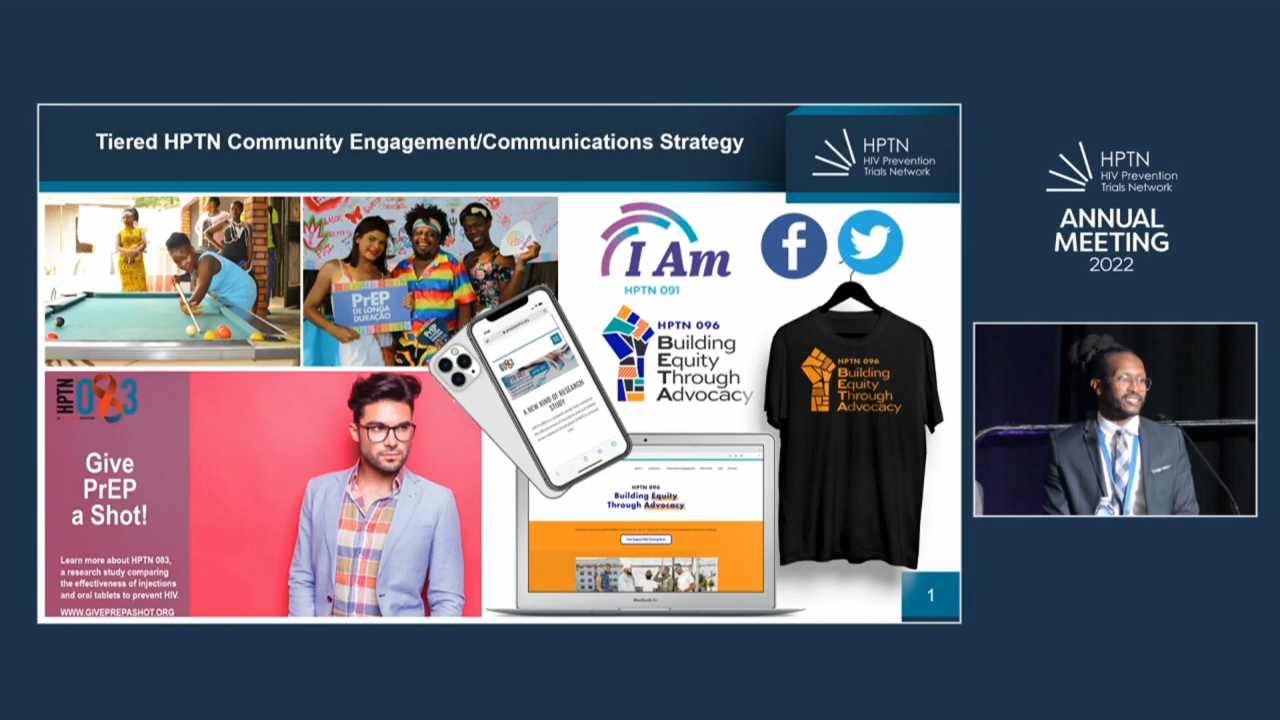 Tiered HPTN Community Engagement/Communications Strategy
HPTN
HIV Prevention
Trials Network
HPTN
HIV Prevention
Trials Network
ANNUAL
MEETING
2022
PrEP
DE LONGA
DURAÇÃO
I Am
HPTN 091
f
HPTN 096
Building
Equity
Through
Advocacy
HPTN 096
Building
Equity
Through
Advocacy
HPTN
083
Give
PrEP
a Shot!
Learn more about HPTN 083,
a research study comparing
the effectiveness of injections
and oral tablets to prevent HIV.
WWW.GIVEPREPASHOT.ORG
083
A NEW KIND OF RESEARCH
STUDY
HPTN 096
Building Equity
Through Advocacy
MacBook Air
1